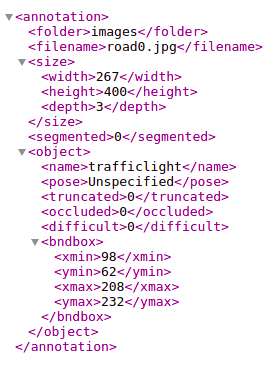 <annotation>
<folder>images</folder>
<filename>road0.jpg</filename>
<size>
<width>267</width>
<height>400</height>
<depth>3</depth>
</size>
<segmented>0</segmented>
<object>
<name>trafficlight</name>
<pose>Unspecified</pose>
<truncated>0</truncated>
<occluded>0</occluded>
<difficult>0</difficult>
<bndbox>
<xmin>98</xmin>
<ymin>62</ymin>
<xmax>208</xmax>
<ymax>232</ymax>
</bndbox>
</object>
</annotation>